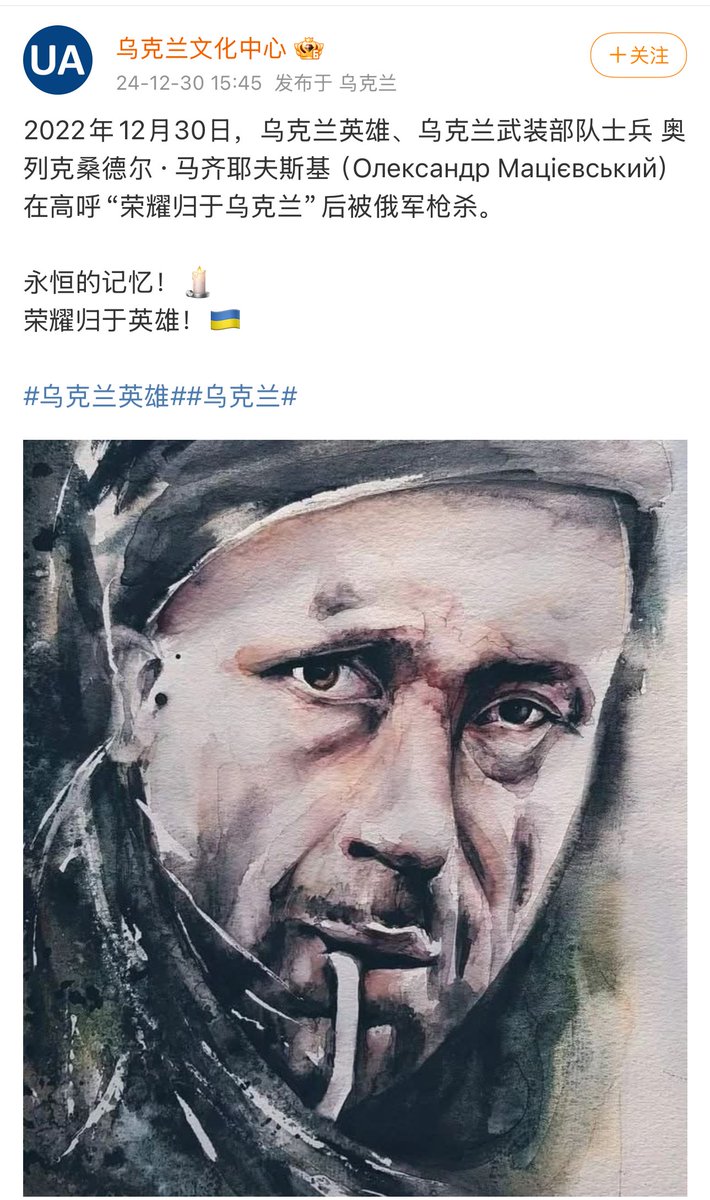 UA
乌克兰文化中心
24-12-30 15:45 发布于 乌克兰
+关注
2022年12月30日，乌克兰英雄、乌克兰武装部队士兵 奥
列克桑德尔·马齐耶夫斯基（Олександр Мацієвський）
在高呼“荣耀归于乌克兰”后被俄军枪杀。
永恒的记忆！🕯️
荣耀归于英雄！🇺🇦
#乌克兰英雄##乌克兰#